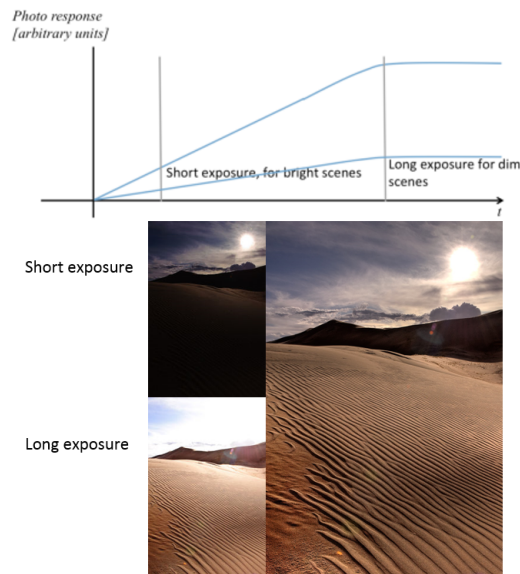 Photo response
[arbitrary units]
Short exposure, for bright scenes
Long exposure for dim
scenes
t
Short exposure
Long exposure